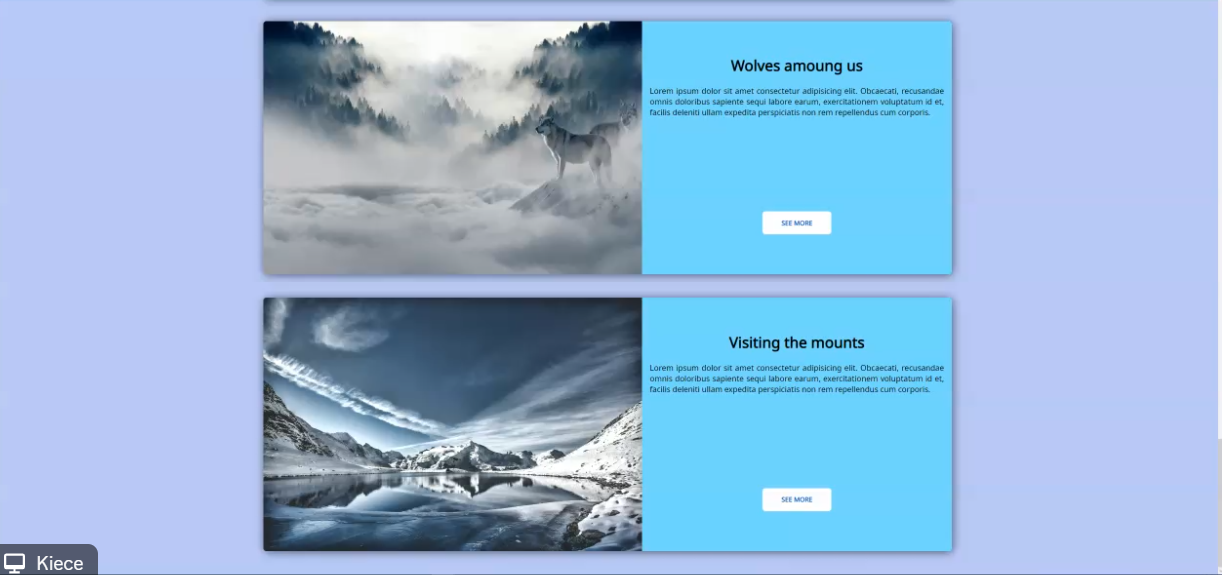 Wolves amoung us
Lorem ipsum dolor sit amet consectetur adipisicing elit. Obcaecati, recusandae
omnis doloribus sapiente sequi labore earum, exercitationem voluptatum id et,
facilis deleniti ullam expedita perspiciatis non rem repellendus cum corporis.
SEE MORE
Visiting the mounts
Lorem ipsum dolor sit amet consectetur adipisicing elit. Obcaecati, recusandae
omnis doloribus sapiente sequi labore earum, exercitationem voluptatum id et,
facilis deleniti ullam expedita perspiciatis non rem repellendus cum corporis.
SEE MORE
Kiece